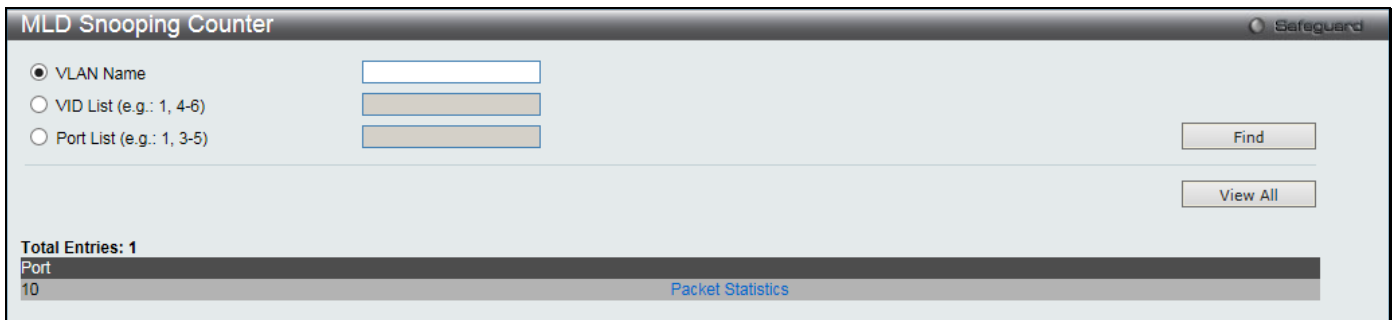 MLD Snooping Counter
Safeguard
VLAN Name
VID List (e.g.: 1, 4-6)
Port List (e.g.: 1, 3-5)
Find
View All
Total Entries: 1
Port
10 Packet Statistics